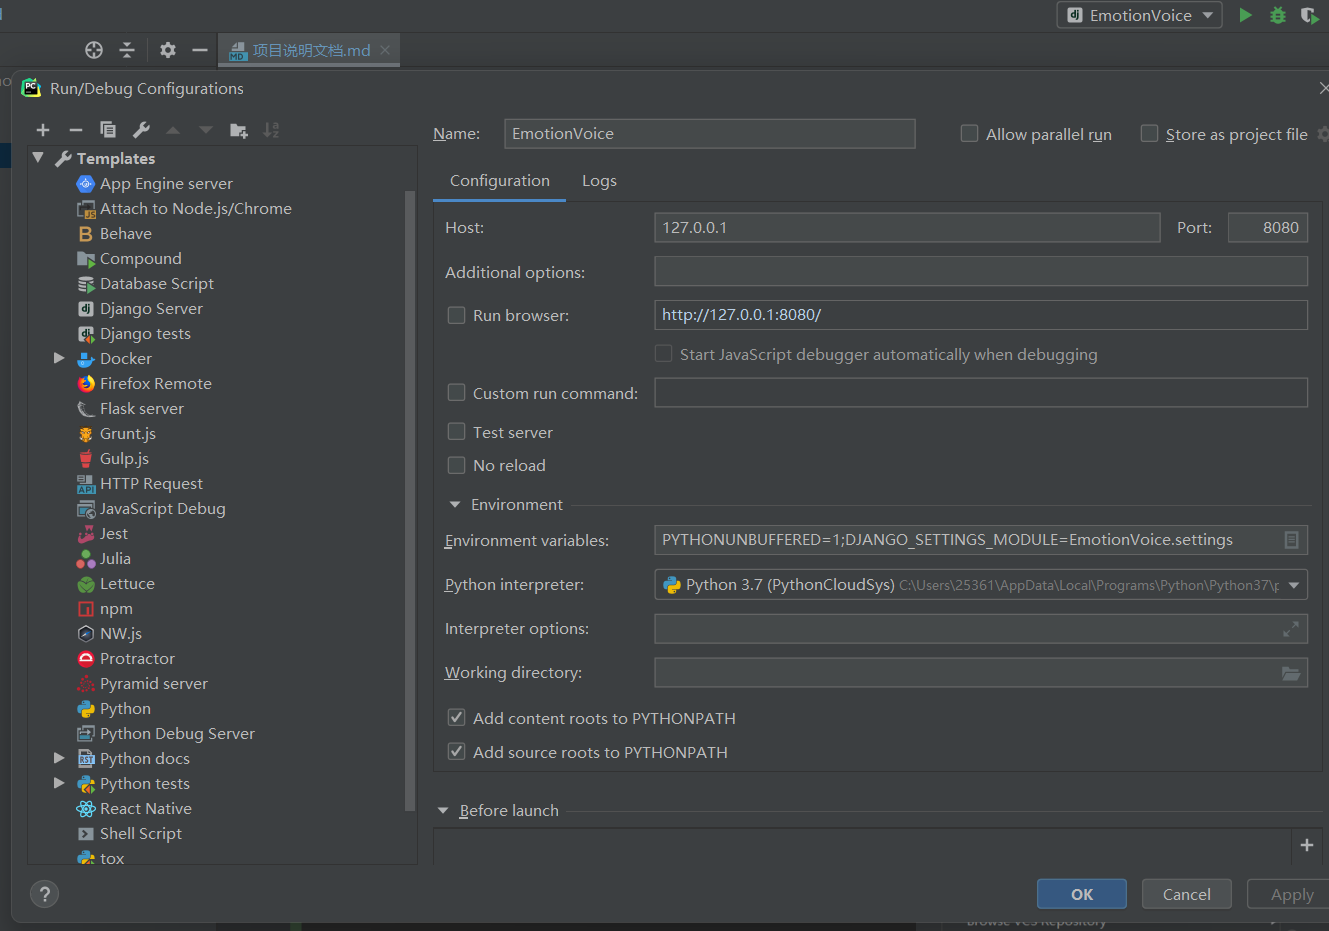 EmotionVoice
项目说明文档.md
Run/Debug Configurations
Name:
EmotionVoice
Allow parallel run
Store as project file
Templates
App Engine server
Attach to Node.js/Chrome
Behave
Compound
Database Script
Django Server
Django tests
Docker
Firefox Remote
Flask server
Grunt.js
Gulp.js
HTTP Request
JavaScript Debug
Jest
Julia
Lettuce
npm
NW.js
Protractor
Pyramid server
Python
Python Debug Server
Python docs
Python tests
React Native
Shell Script
tox
Configuration
Logs
Host:
127.0.0.1
Port:
8080
Additional options:
Run browser:
http://127.0.0.1:8080/
Start JavaScript debugger automatically when debugging
Custom run command:
Test server
No reload
Environment
Environment variables:
PYTHONUNBUFFERED=1;DJANGO_SETTINGS_MODULE=EmotionVoice.settings
Python interpreter:
Python 3.7 (PythonCloudSys) C:\Users\25361\AppData\Local\Programs\Python\Python37\p
Interpreter options:
Working directory:
Add content roots to PYTHONPATH
Add source roots to PYTHONPATH
Before launch
OK
Cancel
Apply
Browse VCS Repository